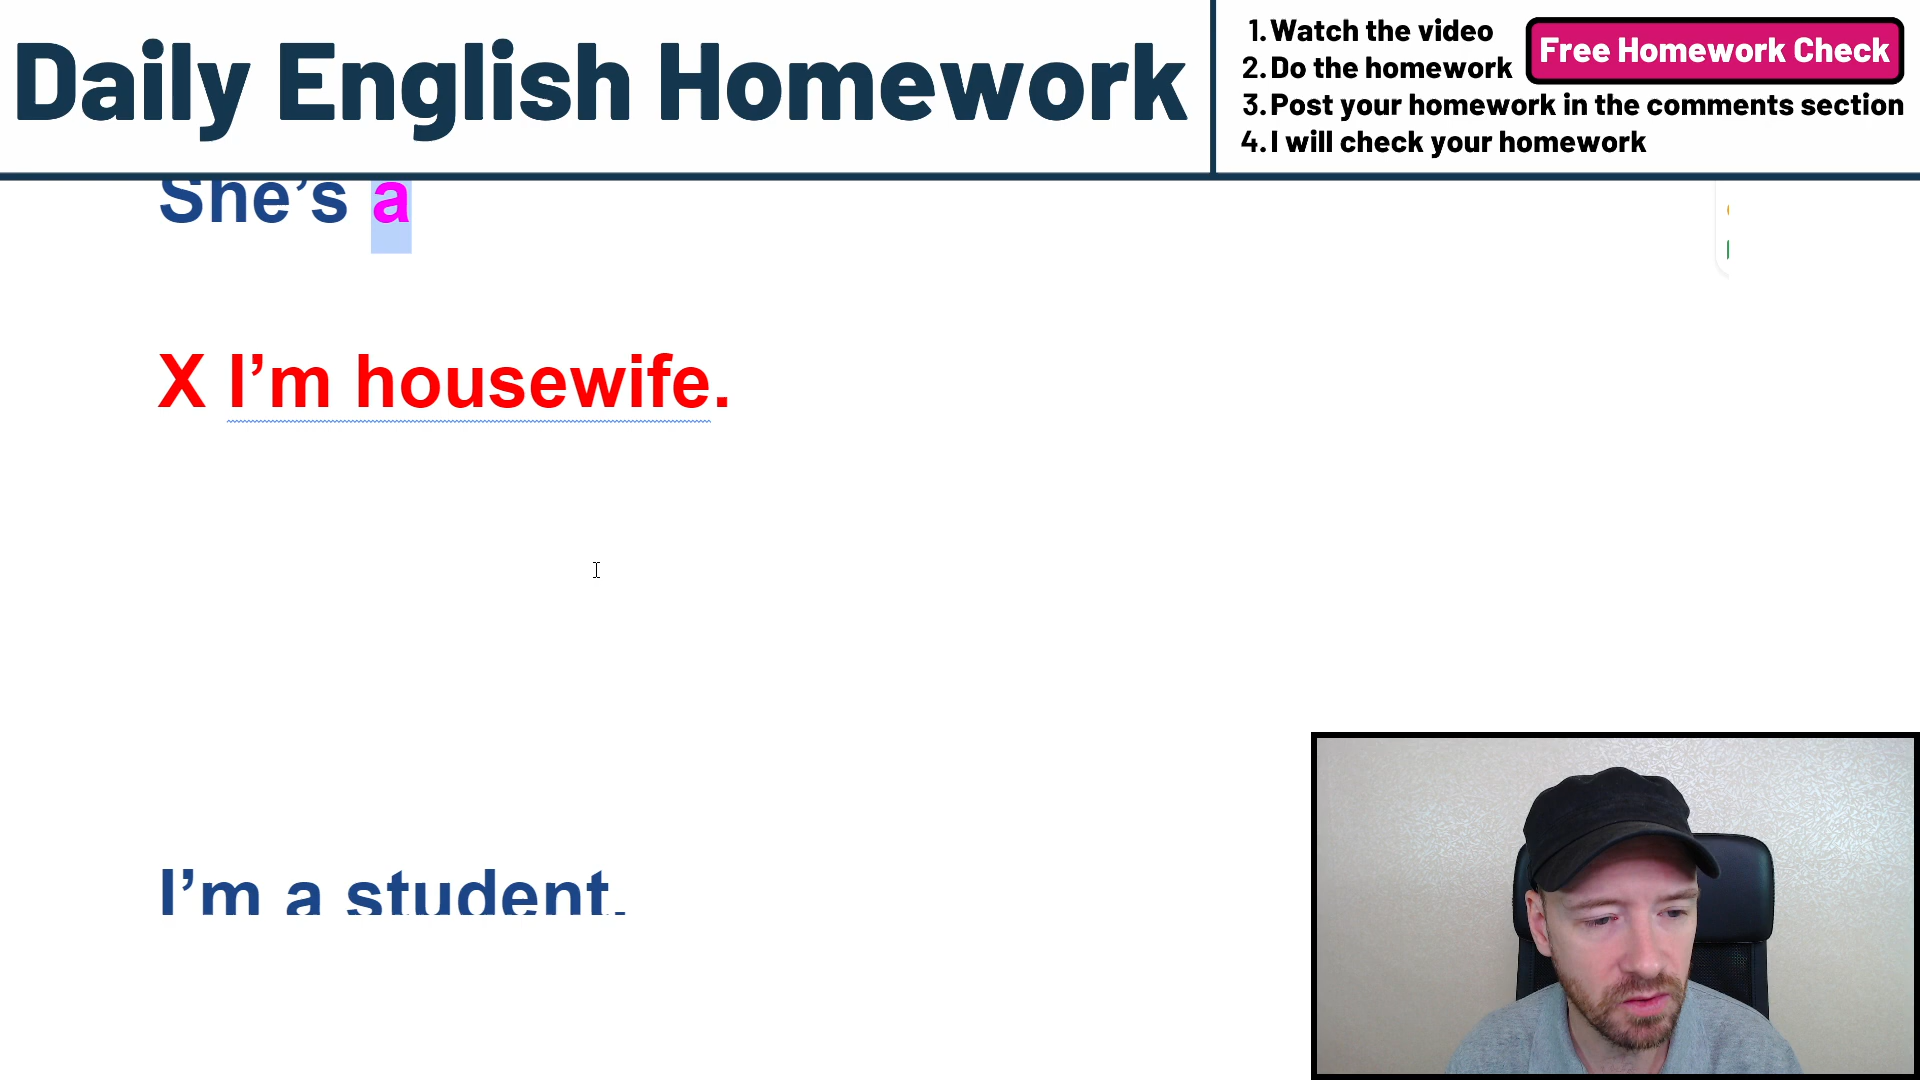 Daily English Homework
1. Watch the video
2. Do the homework
3. Post your homework in the comments section
4. I will check your homework
Free Homework Check
She's a
X I'm housewife.
I'm a student.